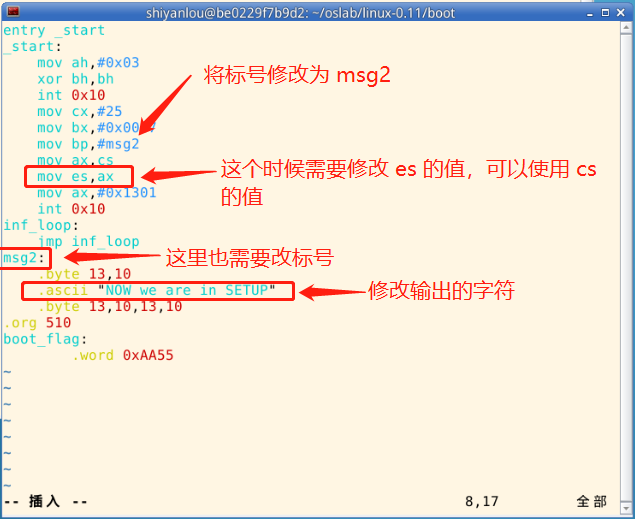 shiyanlou@be0229f7b9d2: ~/oslab/linux-0.11/boot
entry _start
_start:
mov ah,#0x03
xor bh,bh
int 0x10
mov cx,#25
mov bp,#msg2
mov ax,cs
mov es,ax
mov ax,#0x1301
int 0x10
inf_loop:
jmp inf_loop
msg2:
.byte 13,10
.ascii "NOW we are in SETUP"
.byte 13,10,13,10
.org 510
boot_flag:
.word 0xAA55
~
~
~
~
~
~
~
~
-- 插入 --
8,17
全部
将标号修改为 msg2
这个时候需要修改 es 的值，可以使用 cs
的值
这里也需要改标号
修改输出的字符